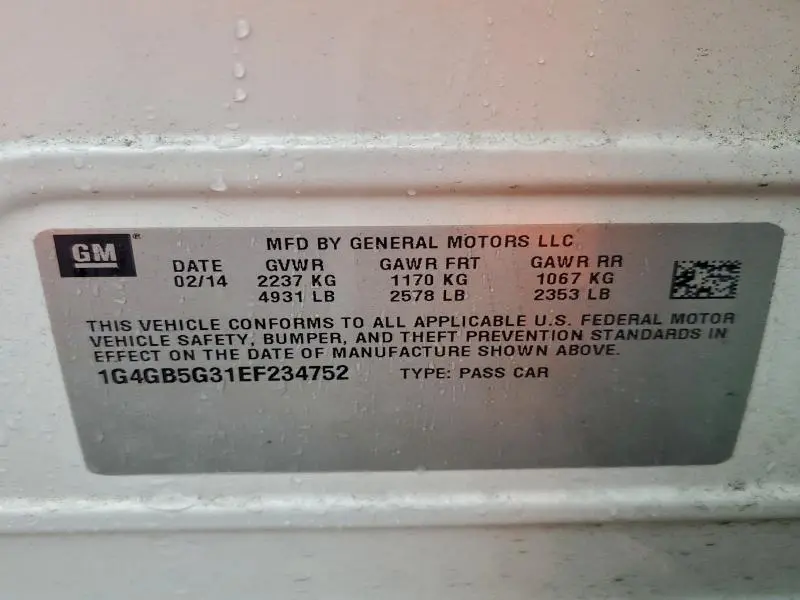 GM®
MFD BY GENERAL MOTORS LLC
DATE GVWR GAWR FRT GAWR RR
02/14 2237 KG 1170 KG 1067 KG
4931 LB 2578 LB 2353 LB
THIS VEHICLE CONFORMS TO ALL APPLICABLE U.S. FEDERAL MOTOR
VEHICLE SAFETY, BUMPER, AND THEFT PREVENTION STANDARDS IN
EFFECT ON THE DATE OF MANUFACTURE SHOWN ABOVE.
1G4GB5G31EF234752 TYPE: PASS CAR